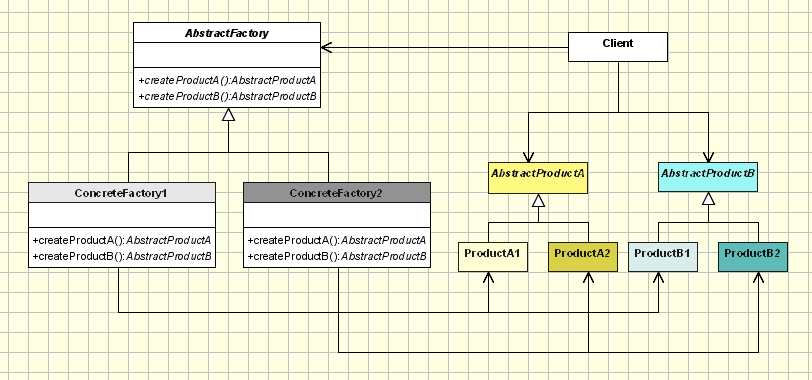 AbstractFactory
+createProductA():AbstractProductA
+createProductB():AbstractProductB
Client
AbstractProductA
AbstractProductB
ConcreteFactory1
+createProductA():AbstractProductA
+createProductB():AbstractProductB
ConcreteFactory2
+createProductA():AbstractProductA
+createProductB():AbstractProductB
ProductA1
ProductA2
ProductB1
ProductB2